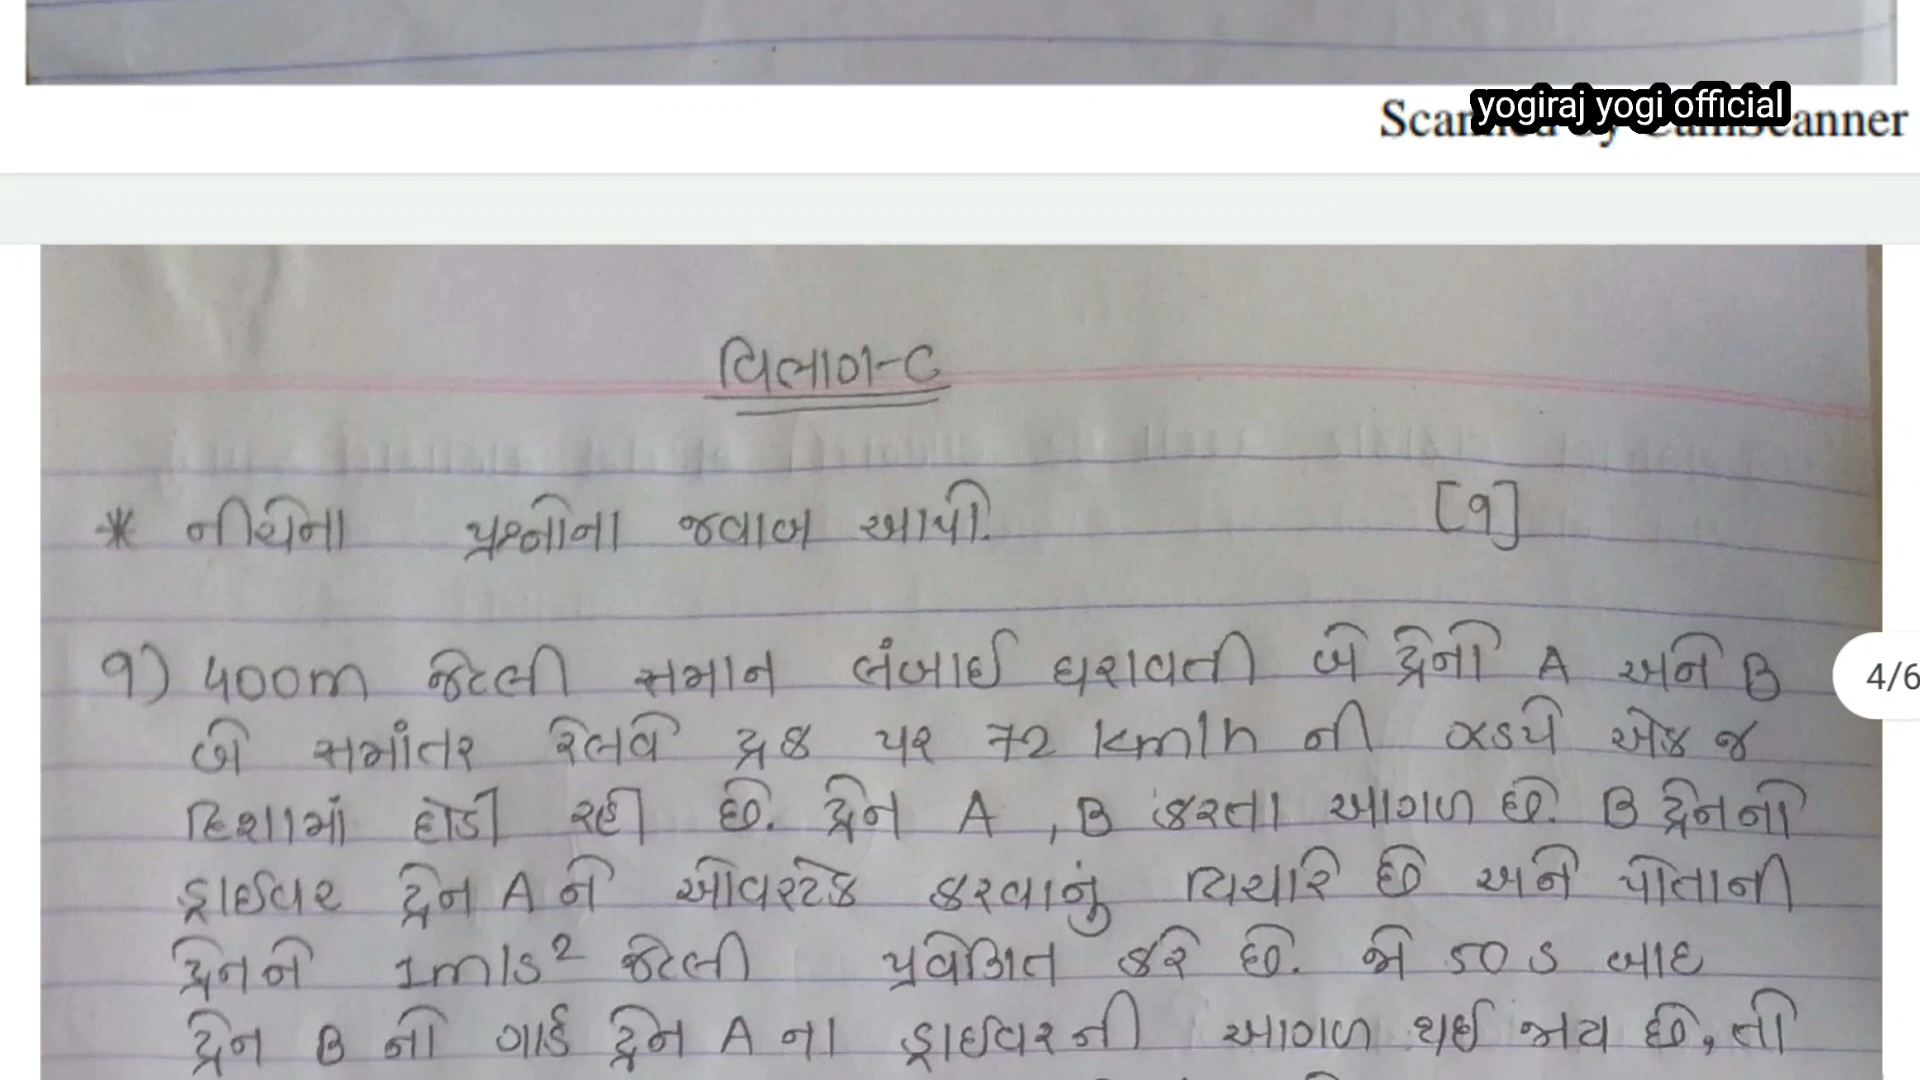 Scanned by CamScanner
yogiraj yogi official
વિભાગ-C
* નીચેના પ્રશ્નોના જવાબ આપો. [૧]
૧) 400m જેટલી સમાન લંબાઈ ધરાવતી બે ટ્રેનો A અને B
બે સમાંતર રેલવે ટ્રેક પર 72 km/h ની ઝડપે એક જ
દિશામાં દોડી રહી છે. ટ્રેન A , B કરતા આગળ છે. B ટ્રેનનો
ડ્રાઈવર ટ્રેન A ને ઓવરટેક કરવાનું વિચારે છે અને પોતાની
ટ્રેનને 1m/s² જેટલી પ્રવેગિત કરે છે. જો 50 s બાદ
ટ્રેન B નો ગાર્ડ ટ્રેન A ના ડ્રાઈવરની આગળ થઈ જાય છે, તો
4/6